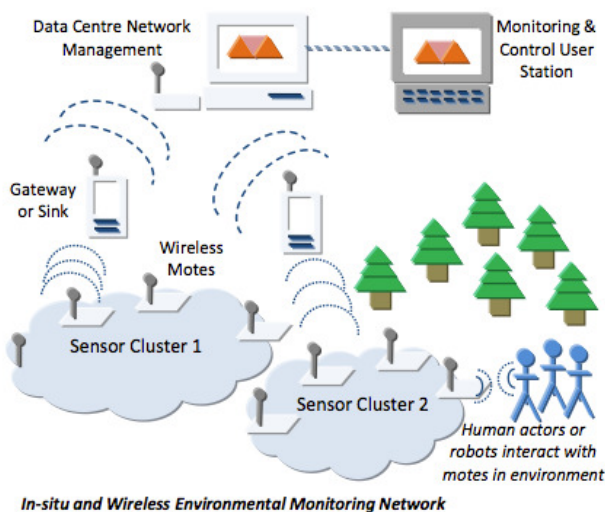 Data Centre Network
Management
Monitoring &
Control User
Station
Gateway
or Sink
Wireless
Motes
Sensor Cluster 1
Sensor Cluster 2
Human actors or
robots interact with
motes in environment
In-situ and Wireless Environmental Monitoring Network